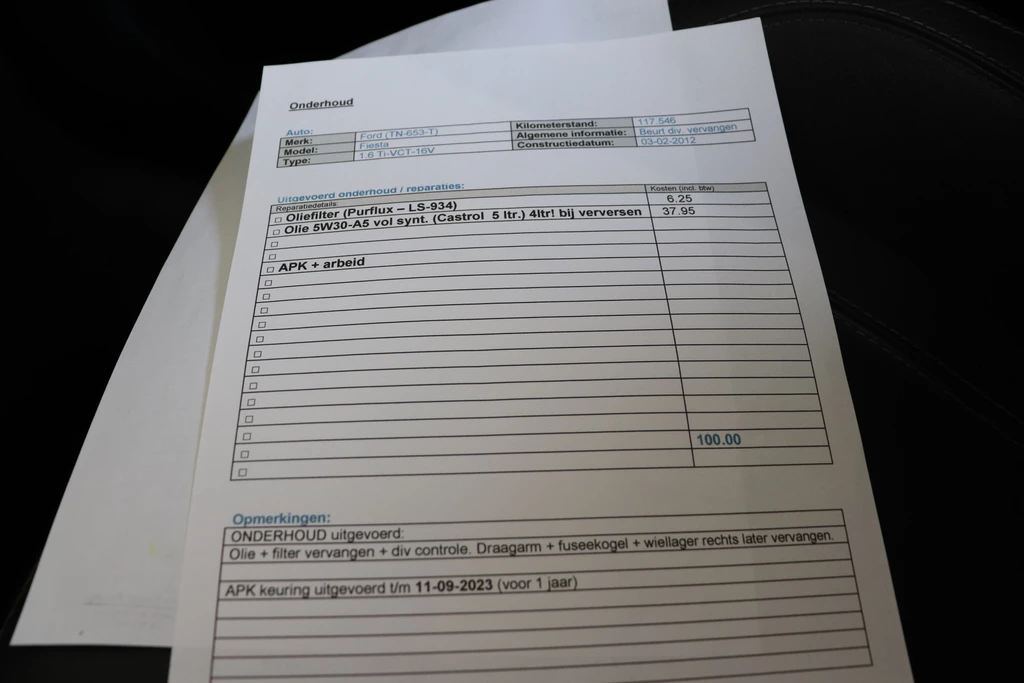 Onderhoud
Auto:
Merk: Ford (TN-653-T) Kilometerstand: 117.546
Model: Fiesta Algemene informatie: Beurt div. vervangen
Type: 1.6 Ti-VCT-16V Constructiedatum: 03-02-2012
Uitgevoerd onderhoud / reparaties:
Reparatiedetails: Kosten (incl. btw)
□ Oliefilter (Purflux – LS-934) 6.25
□ Olie 5W30-A5 vol synt. (Castrol 5 ltr.) 4ltr! bij verversen 37.95
□
□
□ APK + arbeid
□
□
□
□
□
□
□
□
□
□
□ 100.00
□
□
Opmerkingen:
ONDERHOUD uitgevoerd:
Olie + filter vervangen + div controle. Draagarm + fuseekogel + wiellager rechts later vervangen.
APK keuring uitgevoerd t/m 11-09-2023 (voor 1 jaar)